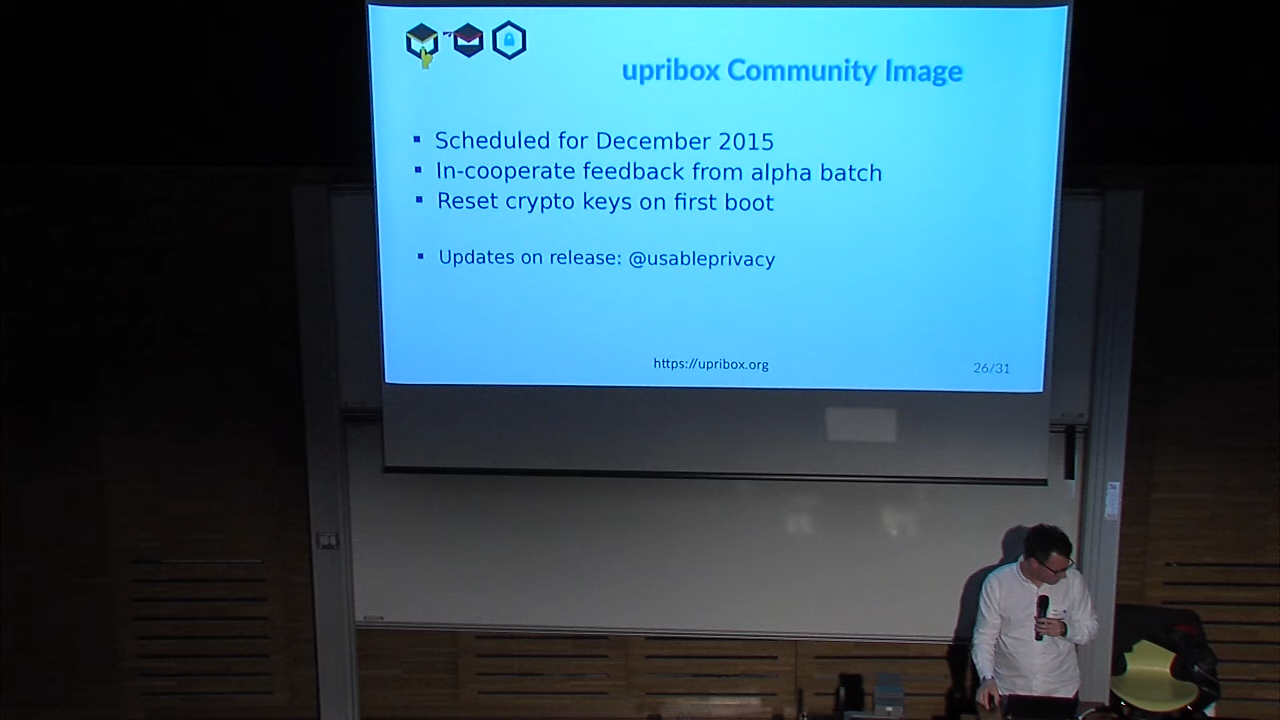 upribox Community Image
▪ Scheduled for December 2015
▪ In-cooperate feedback from alpha batch
▪ Reset crypto keys on first boot
▪ Updates on release: @usableprivacy
https://upribox.org
26/31